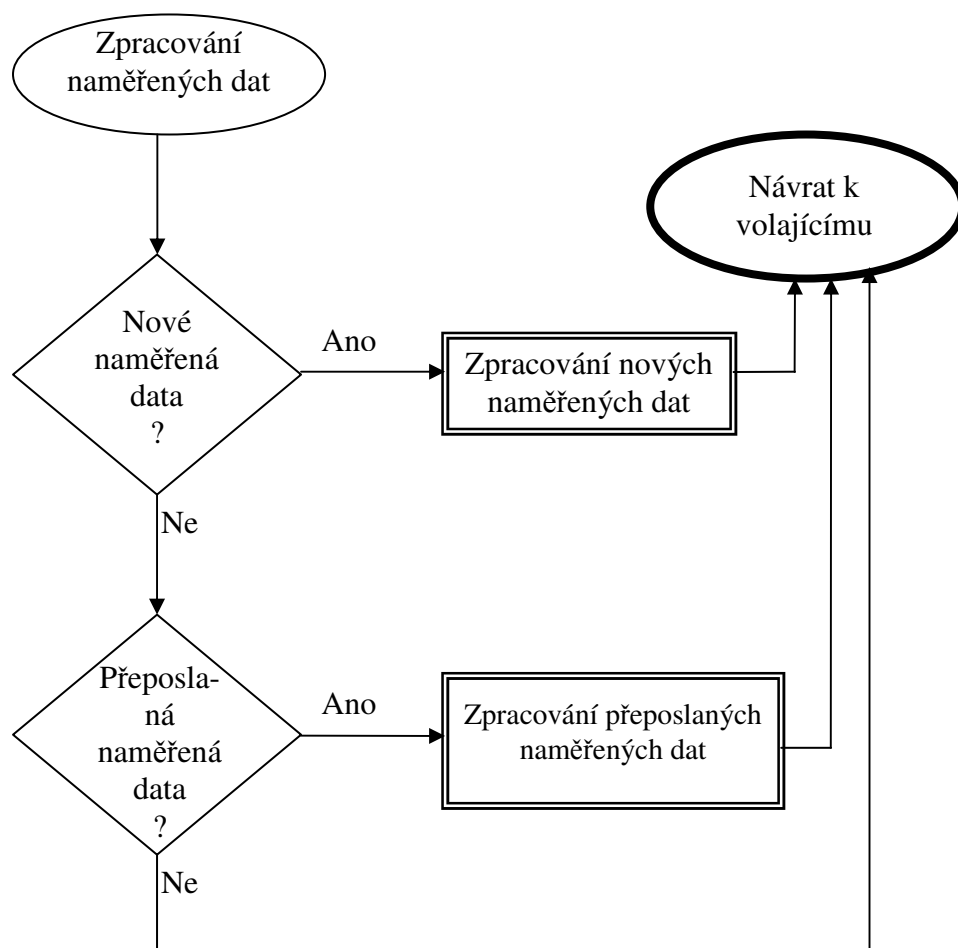 Zpracování
naměřených dat
Návrat k
volajícímu
Nové
naměřená
data
?
Ano
Zpracování nových
naměřených dat
Ne
Přeposla-
ná
naměřená
data
?
Ano
Zpracování přeposlaných
naměřených dat
Ne